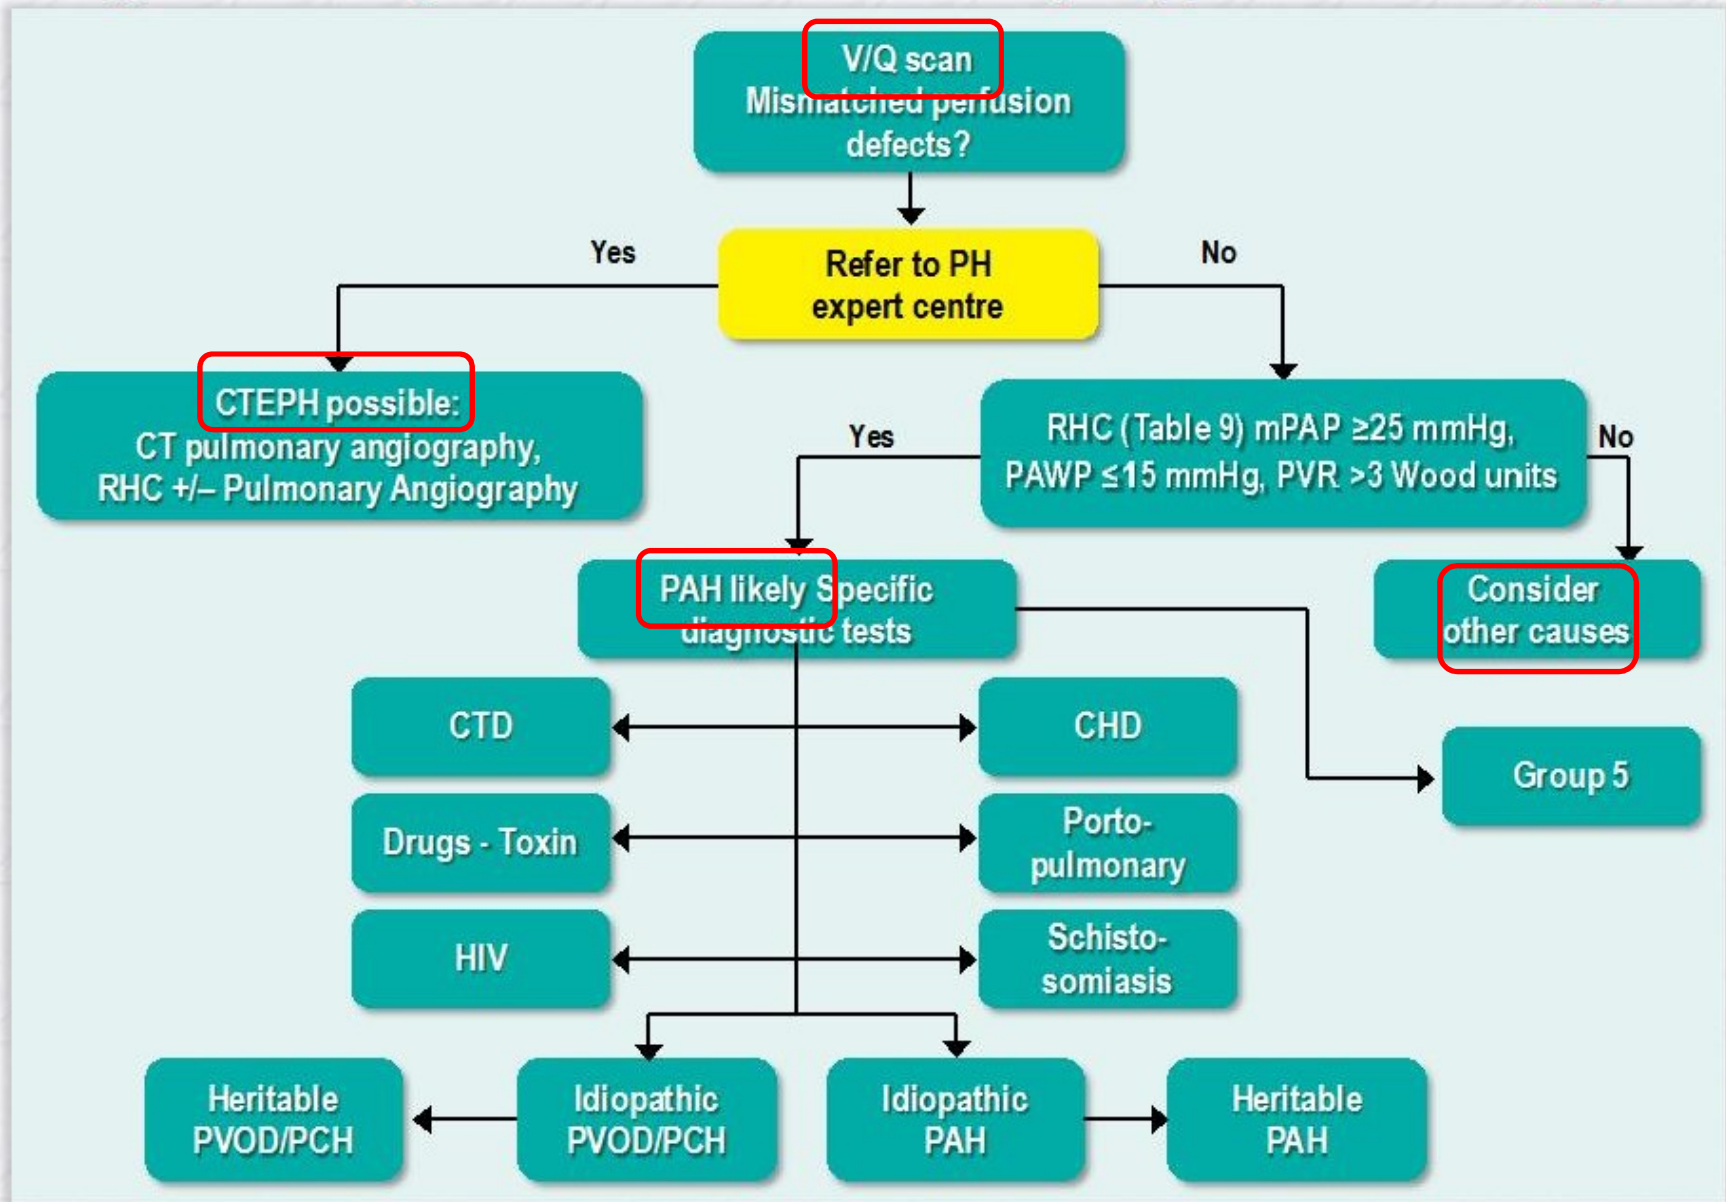 V/Q scan
Mismatched perfusion
defects?
Yes
Refer to PH
expert centre
No
CTEPH possible:
CT pulmonary angiography,
RHC +/– Pulmonary Angiography
Yes
RHC (Table 9) mPAP ≥25 mmHg,
PAWP ≤15 mmHg, PVR >3 Wood units
No
PAH likely Specific
diagnostic tests
Consider
other causes
CTD
CHD
Group 5
Drugs - Toxin
Porto-
pulmonary
HIV
Schisto-
somiasis
Heritable
PVOD/PCH
Idiopathic
PVOD/PCH
Idiopathic
PAH
Heritable
PAH